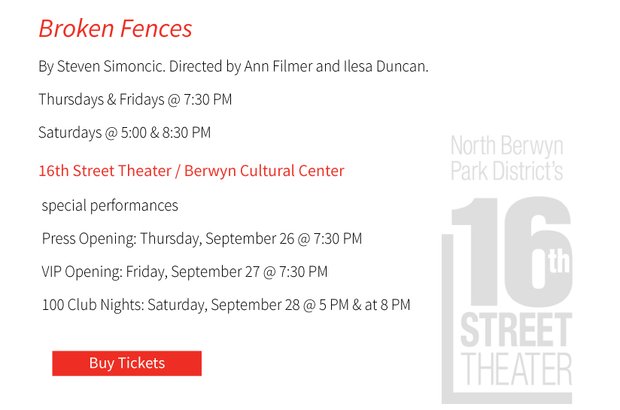 Broken Fences
By Steven Simoncic. Directed by Ann Filmer and Ilesa Duncan.
Thursdays & Fridays @ 7:30 PM
Saturdays @ 5:00 & 8:30 PM
16th Street Theater / Berwyn Cultural Center
special performances
Press Opening: Thursday, September 26 @ 7:30 PM
VIP Opening: Friday, September 27 @ 7:30 PM
100 Club Nights: Saturday, September 28 @ 5 PM & at 8 PM
Buy Tickets
North Berwyn
Park District's
16th
STREET
THEATER